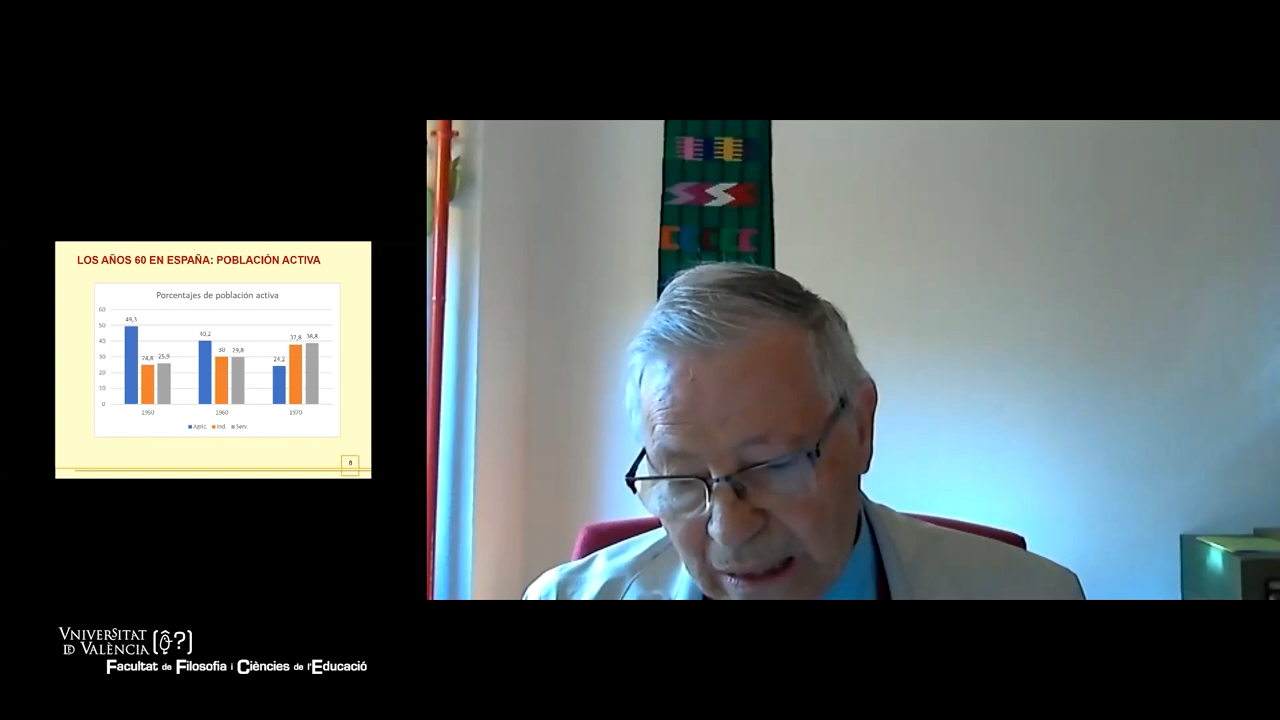 LOS AÑOS 60 EN ESPAÑA: POBLACIÓN ACTIVA
Porcentajes de población activa
60
50
40
30
20
10
0
49,3
24,8
25,9
40,2
30
29,8
24,2
37,8
38,8
1950
1960
1970
Agric.
Ind.
Serv.
6
VNIVERSITAT
ID VALÈNCIA
Facultat de Filosofia i Ciències de l'Educació